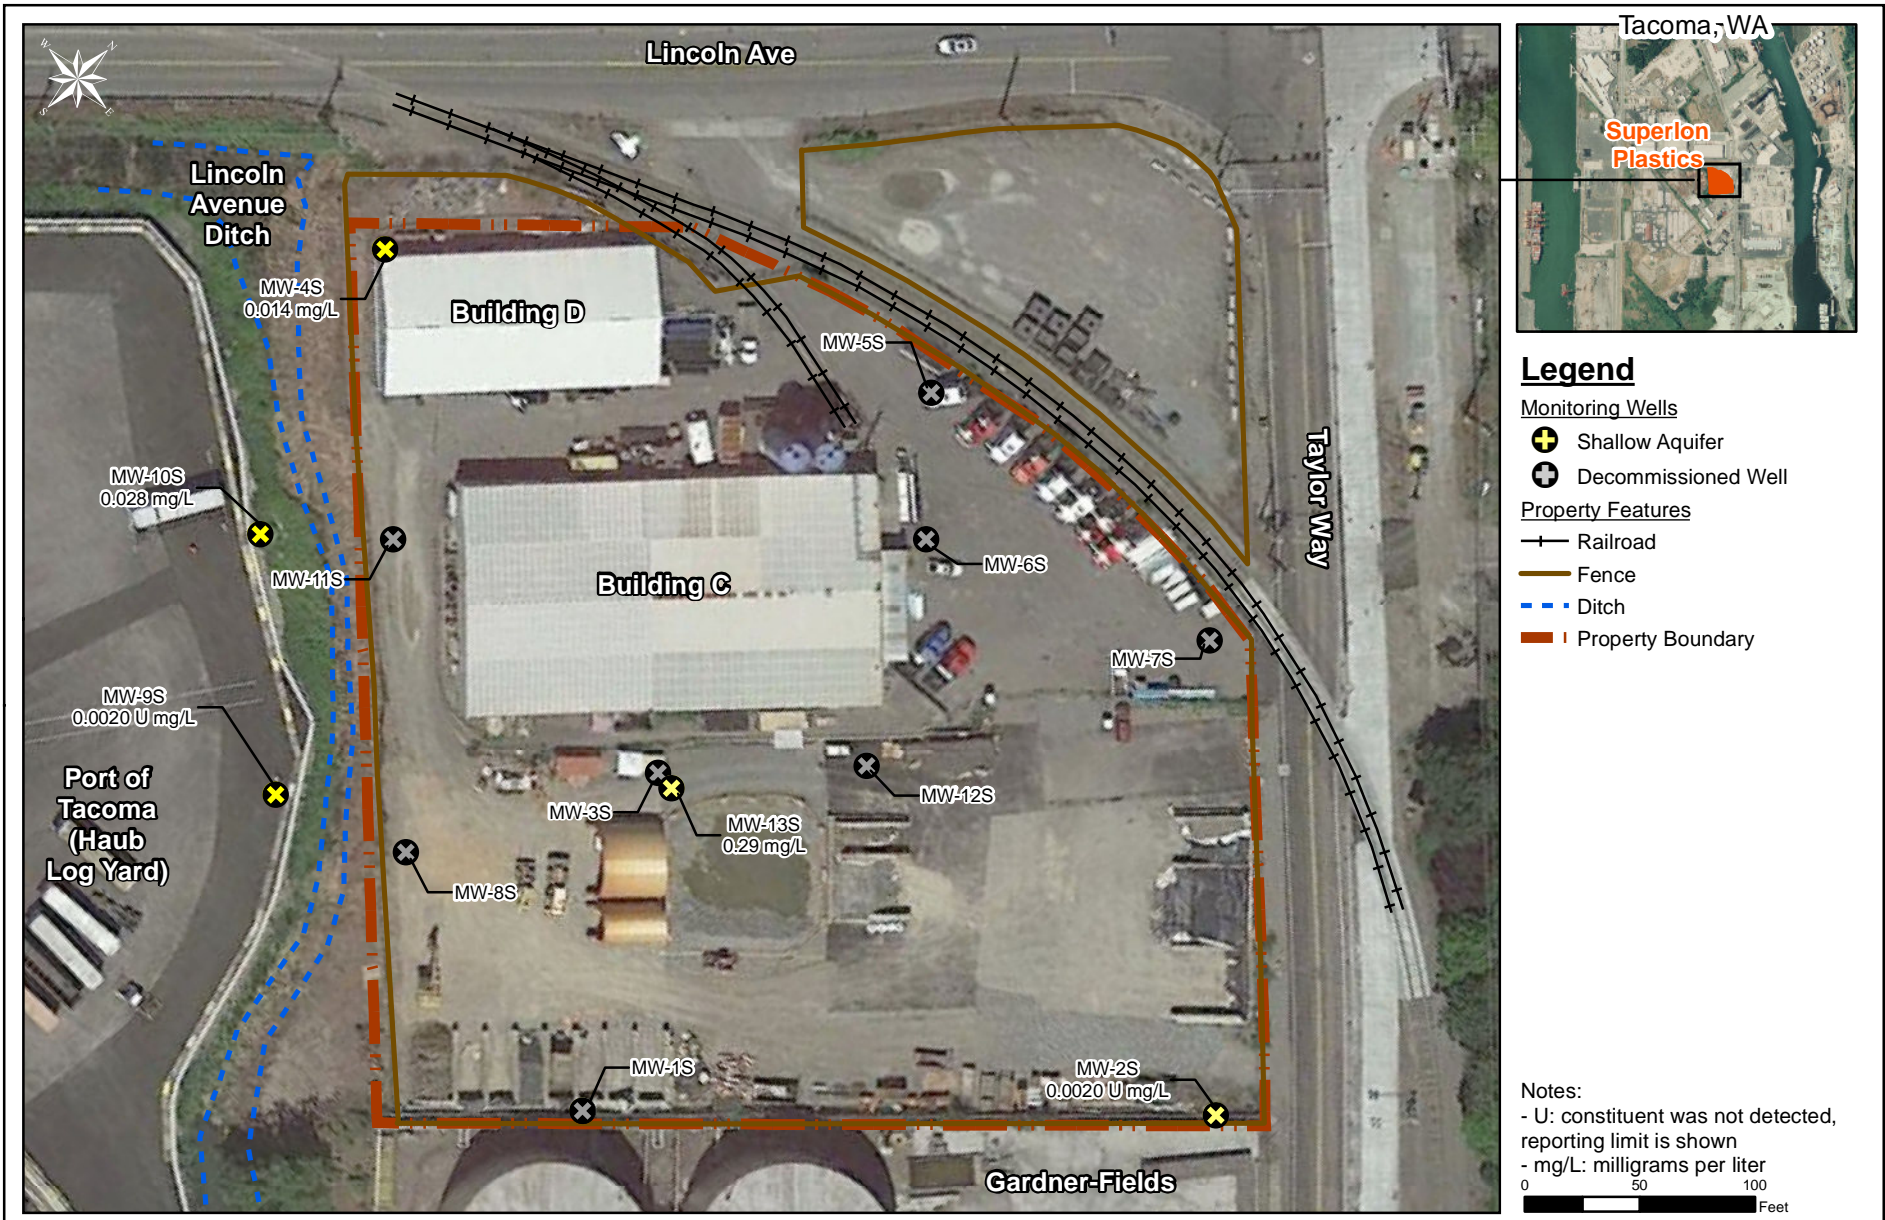 Lincoln Ave
W
N
S
E
Lincoln
Avenue
Ditch
MW-4S
0.014 mg/L
Building D
MW-5S
MW-10S
0.028 mg/L
MW-11S
Building C
MW-6S
Taylor Way
MW-7S
MW-9S
0.0020 U mg/L
Port of
Tacoma
(Haub
Log Yard)
MW-3S
MW-13S
0.29 mg/L
MW-12S
MW-8S
MW-1S
MW-2S
0.0020 U mg/L
Gardner-Fields
Tacoma, WA
Superlon
Plastics
Legend
Monitoring Wells
Shallow Aquifer
Decommissioned Well
Property Features
Railroad
Fence
Ditch
Property Boundary
Notes:
- U: constituent was not detected,
reporting limit is shown
- mg/L: milligrams per liter
0 50 100
Feet